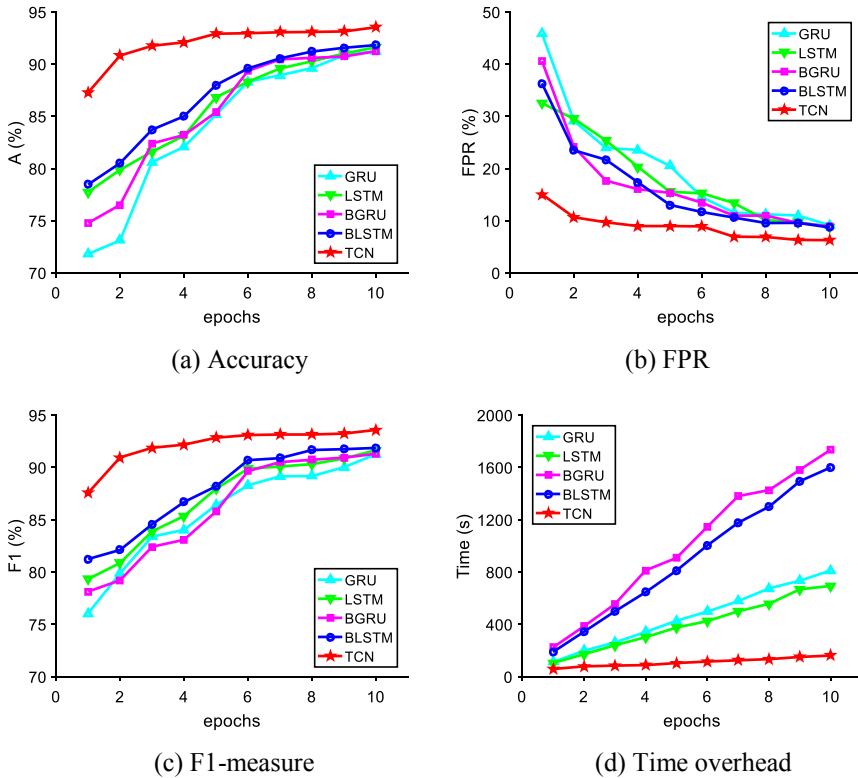 95
90
85
80
75
70
A (%)
0
2
4
6
8
10
epochs
GRU
LSTM
BGRU
BLSTM
TCN
(a) Accuracy
50
40
30
20
10
0
FPR (%)
0
2
4
6
8
10
epochs
GRU
LSTM
BGRU
BLSTM
TCN
(b) FPR
95
90
85
80
75
70
F1 (%)
0
2
4
6
8
10
epochs
GRU
LSTM
BGRU
BLSTM
TCN
(c) F1-measure
2000
1600
1200
800
400
0
Time (s)
0
2
4
6
8
10
epochs
GRU
LSTM
BGRU
BLSTM
TCN
(d) Time overhead